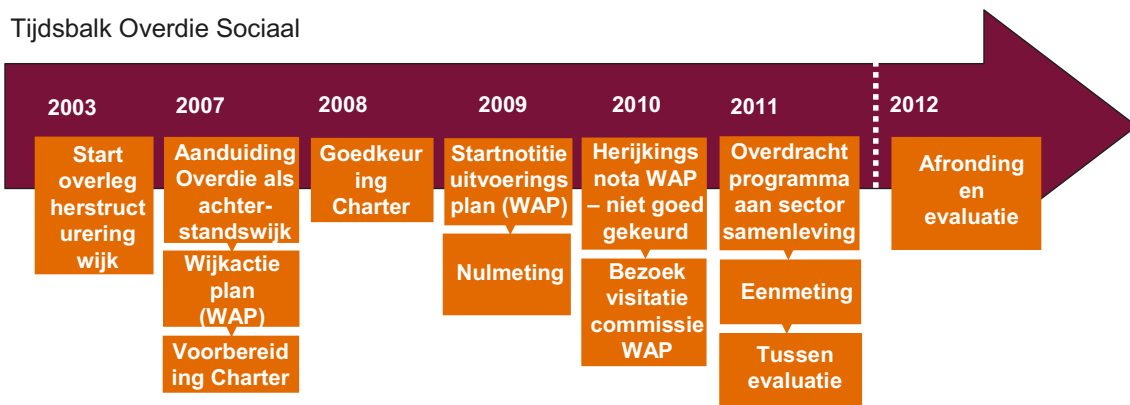 Tijdsbalk Overdie Sociaal
2003
Start
overleg
herstruct
urering
wijk
2007
Aanduiding
Overdie als
achter-
standswijk
Wijkactie
plan
(WAP)
Voorbereid
ing Charter
2008
Goedkeur
ing
Charter
2009
Startnotitie
uitvoerings
plan (WAP)
Nulmeting
2010
Herijkings
nota WAP
– niet goed
gekeurd
Bezoek
visitatie
commissie
WAP
2011
Overdracht
programma
aan sector
samenleving
Eenmeting
Tussen
evaluatie
2012
Afronding
en
evaluatie